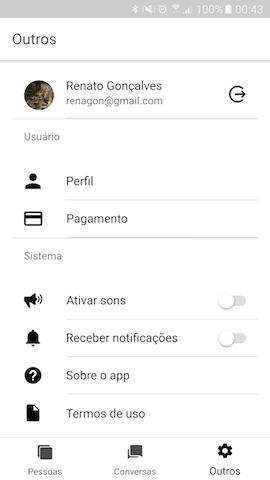 100% 00:43
Outros
Renato Gonçalves
renagon@gmail.com
Usuário
Perfil
Pagamento
Sistema
Ativar sons
Receber notificações
Sobre o app
Termos de uso
Pessoas
Conversas
Outros